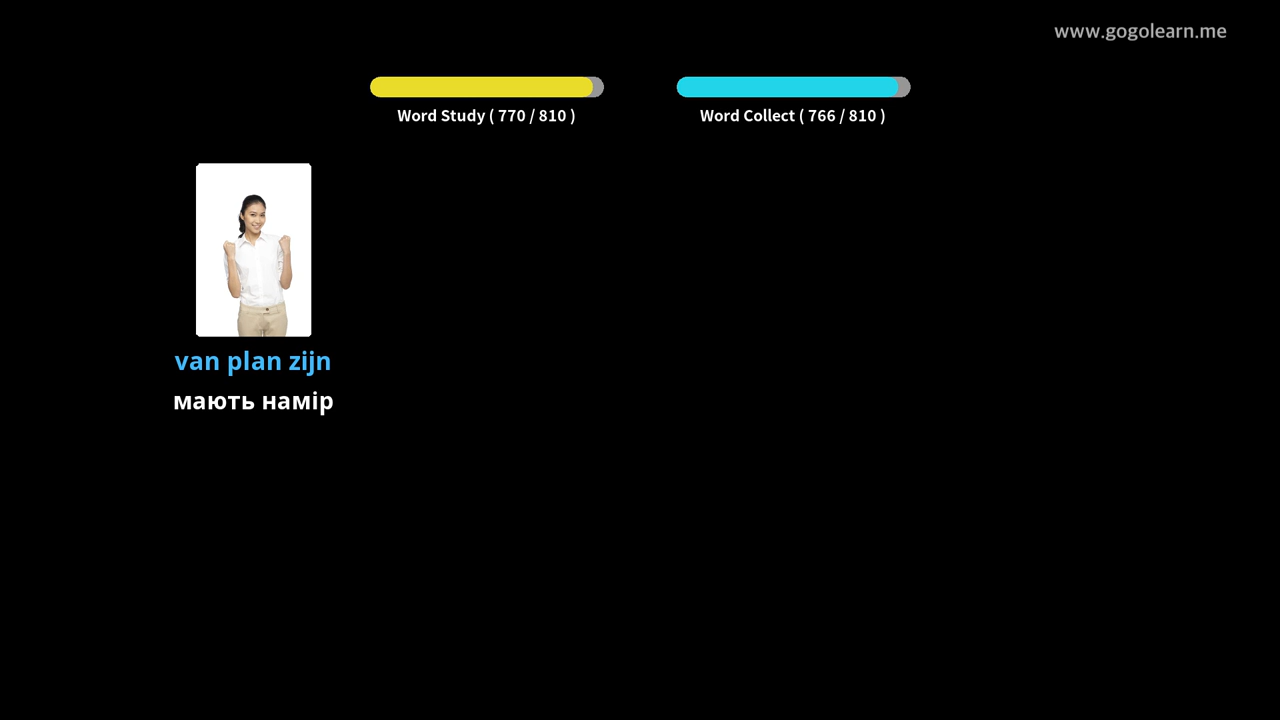 www.gogolearn.me
Word Study ( 770 / 810 )
Word Collect ( 766 / 810 )
van plan zijn
мають намір